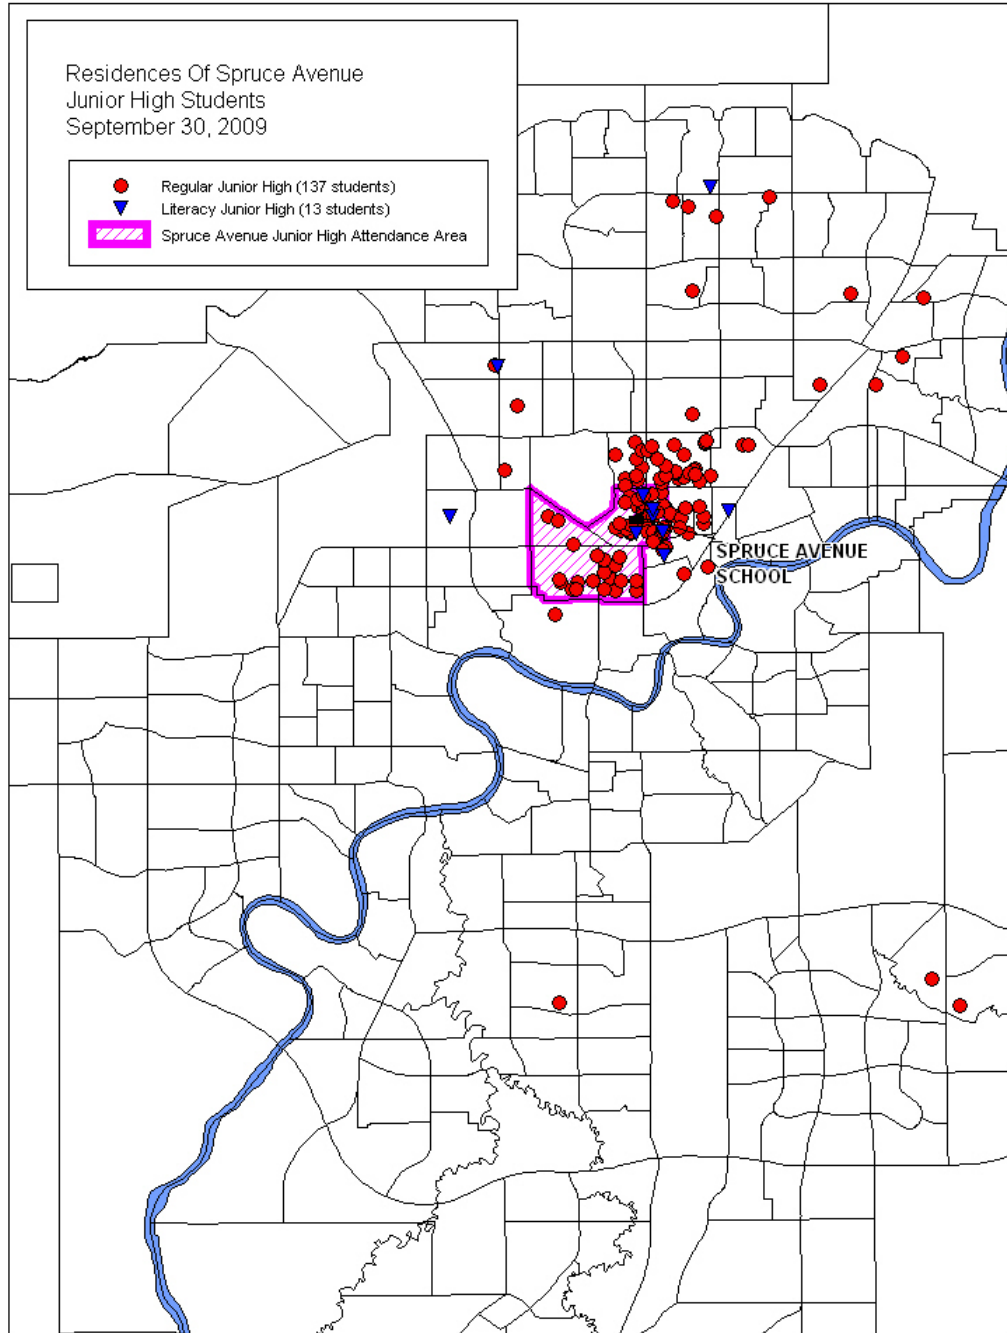 Residences Of Spruce Avenue
Junior High Students
September 30, 2009
Regular Junior High (137 students)
Literacy Junior High (13 students)
Spruce Avenue Junior High Attendance Area
SPRUCE AVENUE
SCHOOL